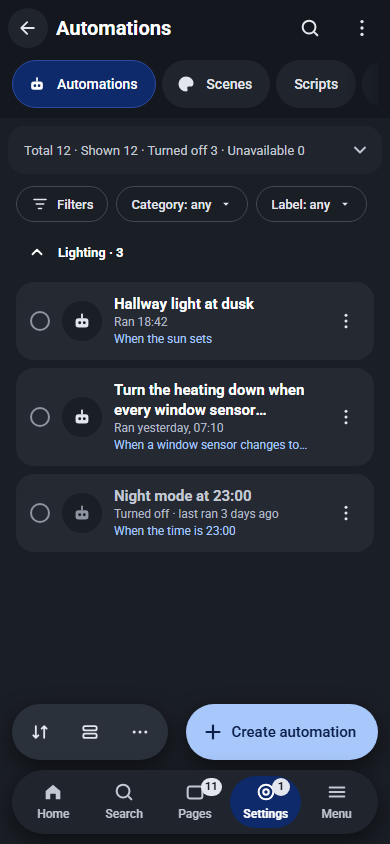 Automations
Automations
Scenes
Scripts
Total 12 · Shown 12 · Turned off 3 · Unavailable 0
Filters
Category: any
Label: any
Lighting · 3
Hallway light at dusk
Ran 18:42
When the sun sets
Turn the heating down when
every window sensor...
Ran yesterday, 07:10
When a window sensor changes to...
Night mode at 23:00
Turned off · last ran 3 days ago
When the time is 23:00
Create automation
11
1
Home
Search
Pages
Settings
Menu